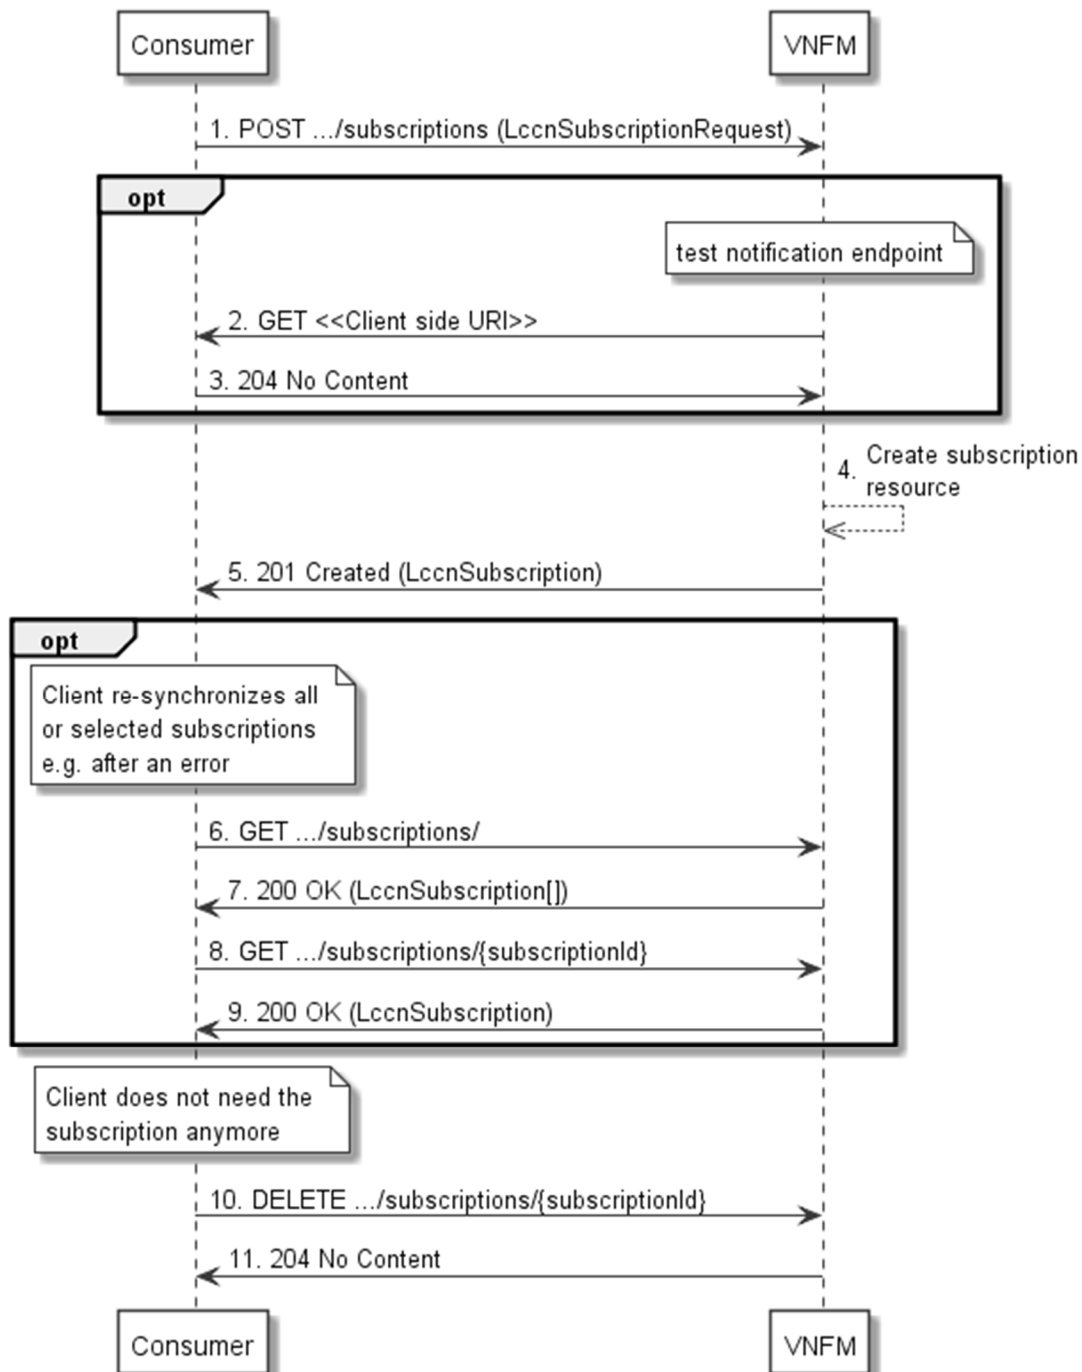 Consumer
VNFM
1. POST .../subscriptions (LccnSubscriptionRequest)
opt
test notification endpoint
2. GET <<Client side URI>>
3. 204 No Content
4. Create subscription
resource
5. 201 Created (LccnSubscription)
opt
Client re-synchronizes all
or selected subscriptions
e.g. after an error
6. GET .../subscriptions/
7. 200 OK (LccnSubscription[])
8. GET .../subscriptions/{subscriptionId}
9. 200 OK (LccnSubscription)
Client does not need the
subscription anymore
10. DELETE .../subscriptions/{subscriptionId}
11. 204 No Content
Consumer
VNFM